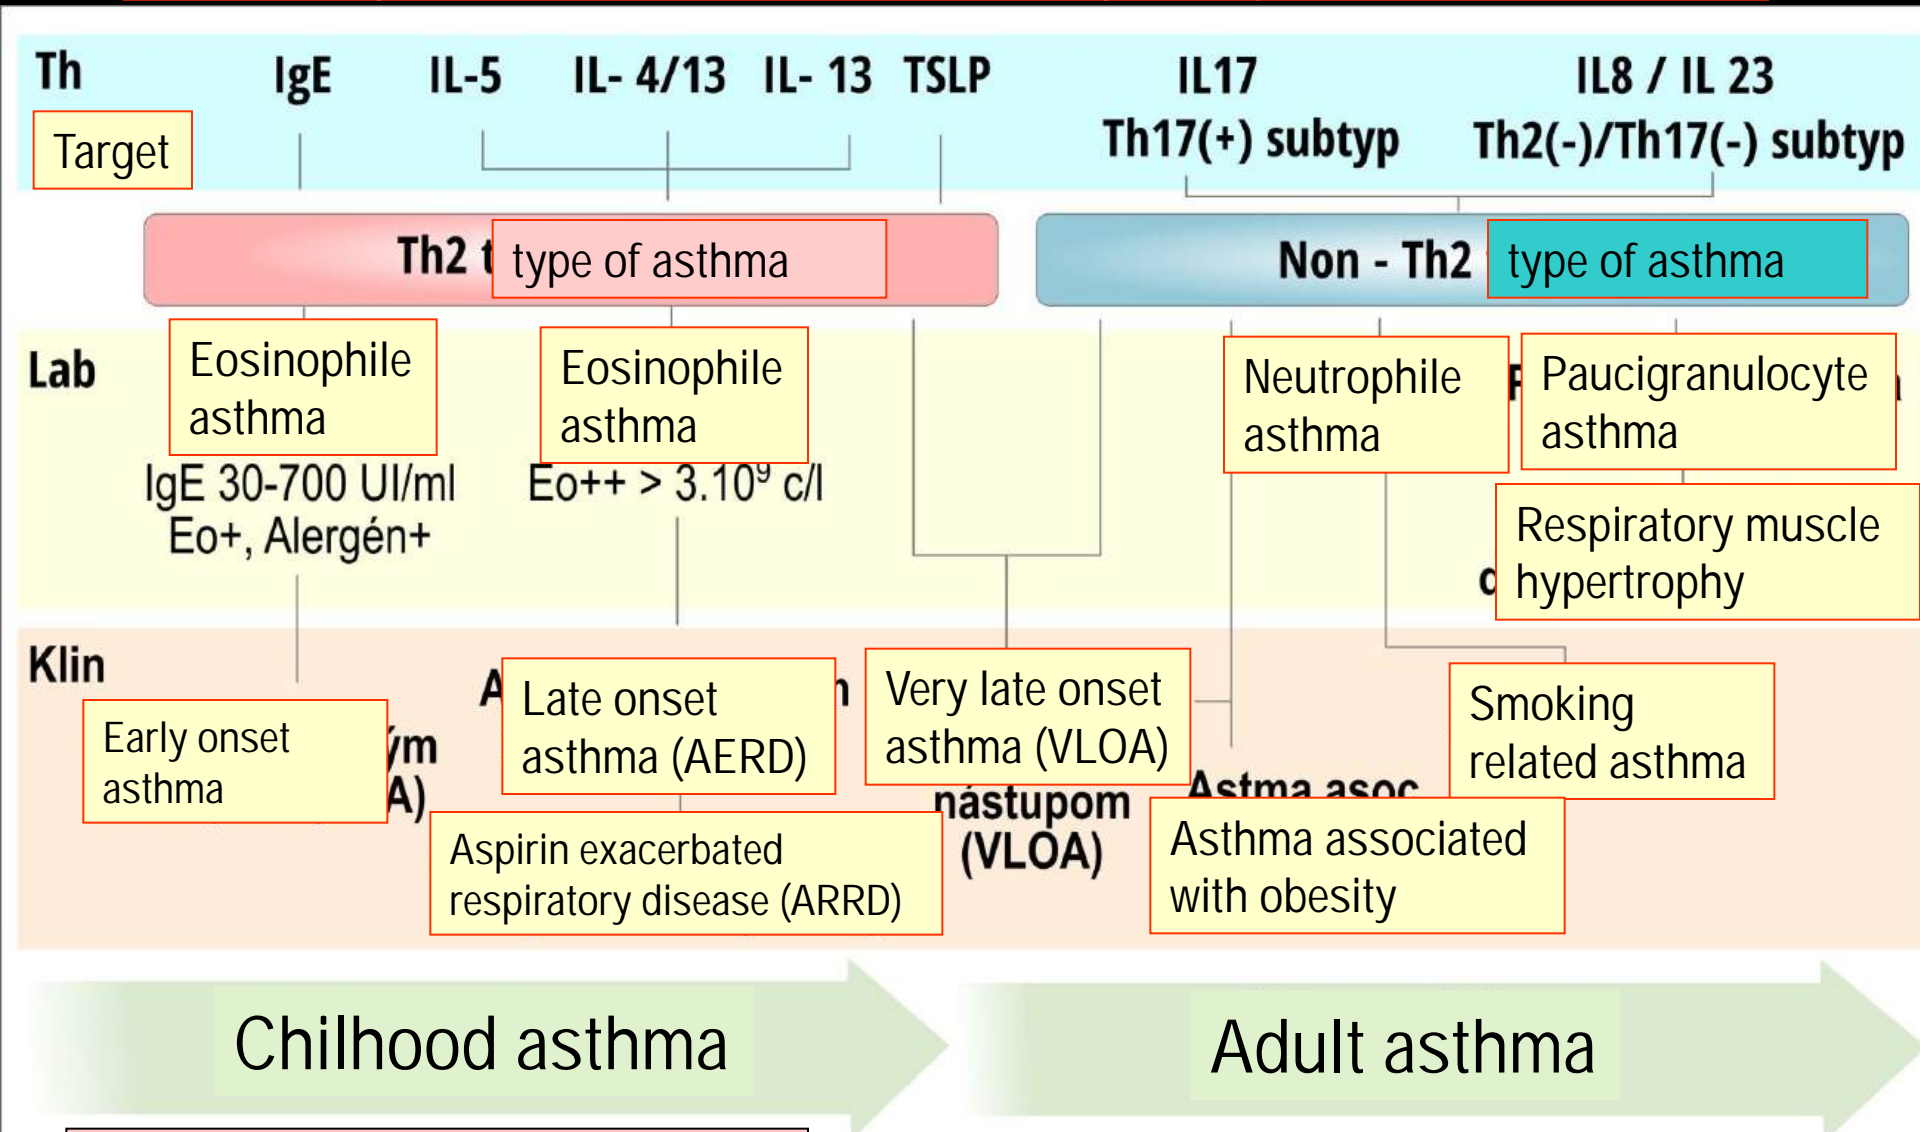 Th IgE IL-5 IL- 4/13 IL- 13 TSLP IL17 IL8 / IL 23
Target Th17(+) subtyp Th2(-)/Th17(-) subtyp
Th2 t type of asthma
Non - Th2 type of asthma
Lab
Eosinophile
asthma
IgE 30-700 UI/ml
Eo+, Alergén+
Eosinophile
asthma
Eo++ > 3.10⁹ c/l
Neutrophile
asthma
Paucigranulocyte
asthma
Respiratory muscle
hypertrophy
Klin
Early onset
asthma
ým
A)
Late onset
asthma (AERD)
Aspirin exacerbated
respiratory disease (ARRD)
Very late onset
asthma (VLOA)
nástupom
(VLOA)
Astma asoc
Asthma associated
with obesity
Smoking
related asthma
Chilhood asthma
Adult asthma